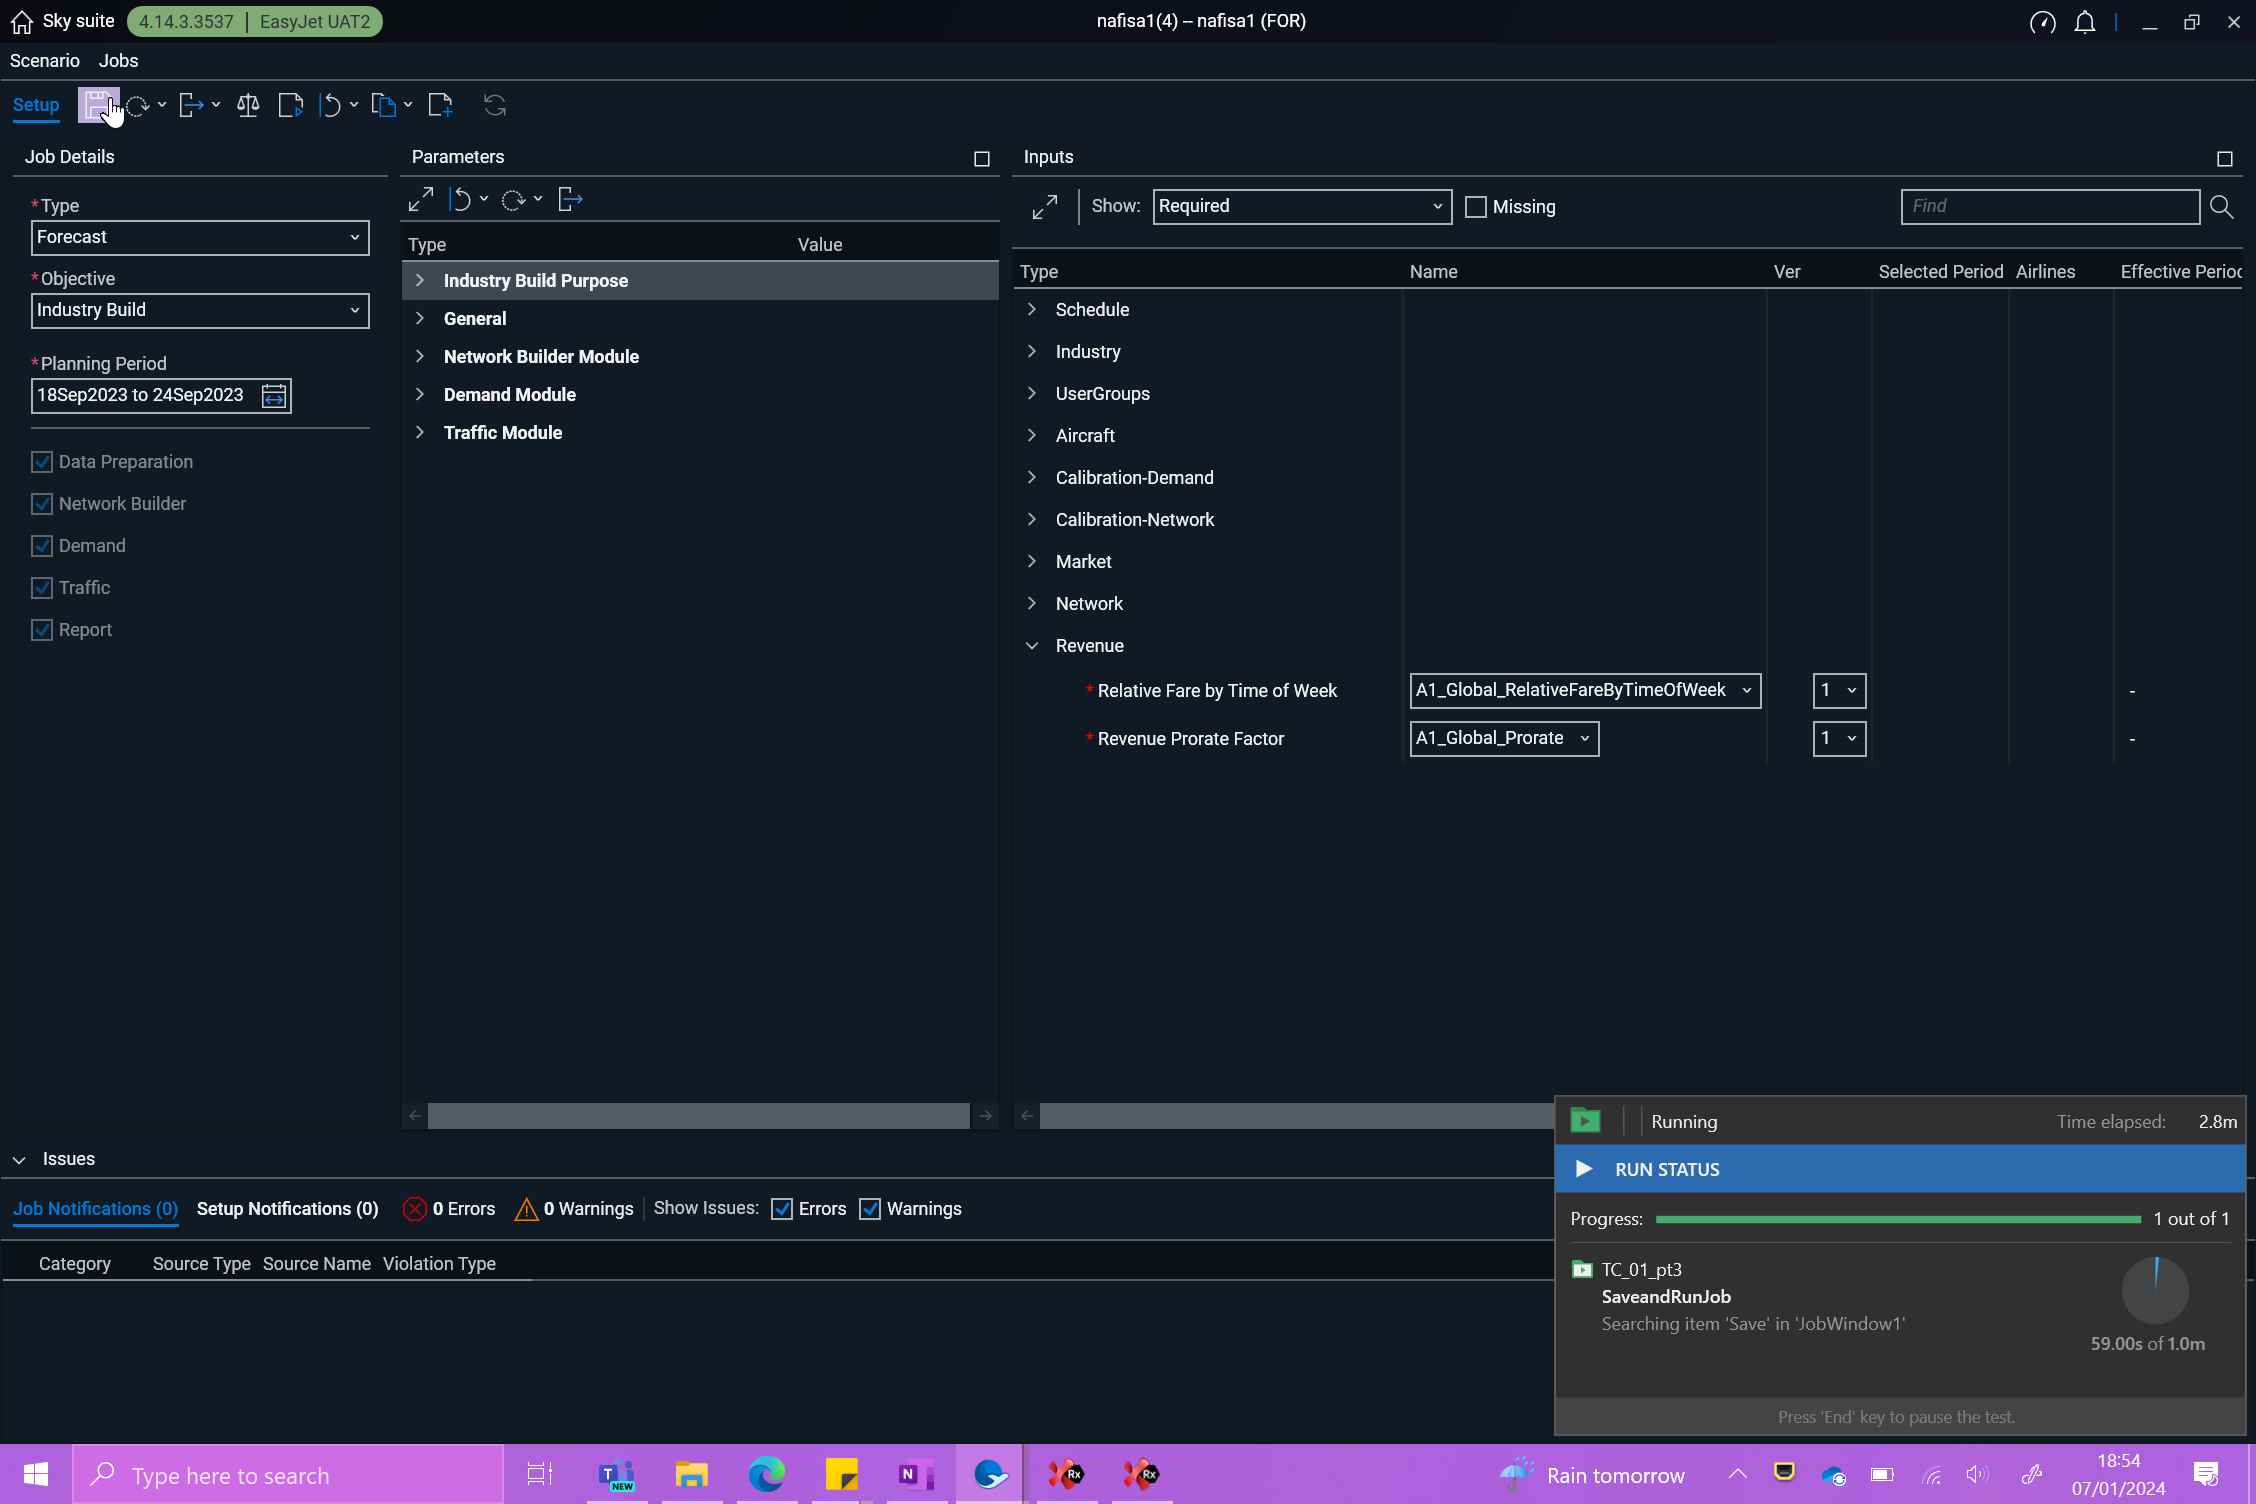 Sky suite 4.14.3.3537 | EasyJet UAT2 nafisa1(4) – nafisa1 (FOR)
Scenario Jobs
Setup
Job Details
*Type
Forecast
*Objective
Industry Build
*Planning Period
18Sep2023 to 24Sep2023
Data Preparation
Network Builder
Demand
Traffic
Report
Parameters
Type Value
Industry Build Purpose
General
Network Builder Module
Demand Module
Traffic Module
Inputs
Show: Required Missing Find
Type Name Ver Selected Period Airlines Effective Period
Schedule
Industry
UserGroups
Aircraft
Calibration-Demand
Calibration-Network
Market
Network
Revenue
* Relative Fare by Time of Week A1_Global_RelativeFareByTimeOfWeek 1 -
* Revenue Prorate Factor A1_Global_Prorate 1 -
Issues
Job Notifications (0) Setup Notifications (0) 0 Errors 0 Warnings Show Issues: Errors Warnings
Category Source Type Source Name Violation Type
Running Time elapsed: 2.8m
RUN STATUS
Progress: 1 out of 1
TC_01_pt3
SaveandRunJob
Searching item 'Save' in 'JobWindow1'
59.00s of 1.0m
Press 'End' key to pause the test.
Type here to search
T
NEW
N
Rx
Rx
Rain tomorrow
18:54
07/01/2024